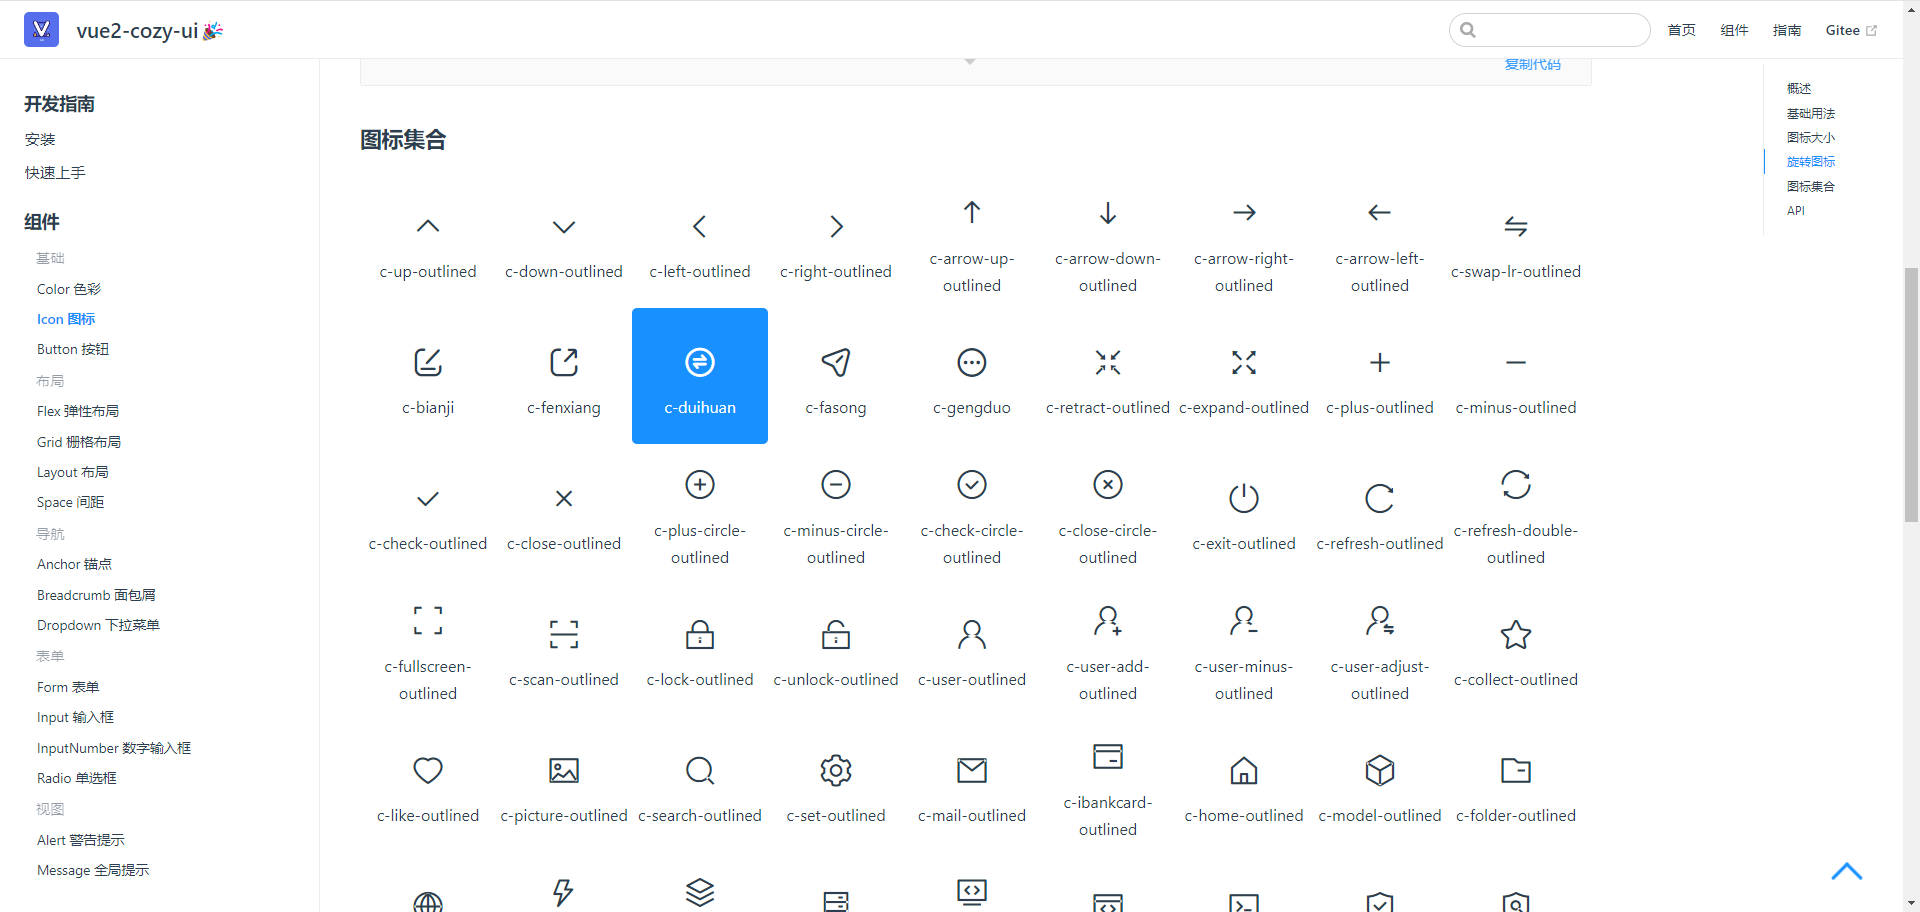 vue2-cozy-ui🎉
首页
组件
指南
Gitee
开发指南
安装
快速上手
组件
基础
Color 色彩
Icon 图标
Button 按钮
布局
Flex 弹性布局
Grid 栅格布局
Layout 布局
Space 间距
导航
Anchor 锚点
Breadcrumb 面包屑
Dropdown 下拉菜单
表单
Form 表单
Input 输入框
InputNumber 数字输入框
Radio 单选框
视图
Alert 警告提示
Message 全局提示
复制代码
图标集合
c-up-outlined
c-down-outlined
c-left-outlined
c-right-outlined
c-arrow-up-
outlined
c-arrow-down-
outlined
c-arrow-right-
outlined
c-arrow-left-
outlined
c-swap-lr-outlined
c-bianji
c-fenxiang
c-duihuan
c-fasong
c-gengduo
c-retract-outlined
c-expand-outlined
c-plus-outlined
c-minus-outlined
c-check-outlined
c-close-outlined
c-plus-circle-
outlined
c-minus-circle-
outlined
c-check-circle-
outlined
c-close-circle-
outlined
c-exit-outlined
c-refresh-outlined
c-refresh-double-
outlined
c-fullscreen-
outlined
c-scan-outlined
c-lock-outlined
c-unlock-outlined
c-user-outlined
c-user-add-
outlined
c-user-minus-
outlined
c-user-adjust-
outlined
c-collect-outlined
c-like-outlined
c-picture-outlined
c-search-outlined
c-set-outlined
c-mail-outlined
c-ibankcard-
outlined
c-home-outlined
c-model-outlined
c-folder-outlined
概述
基础用法
图标大小
旋转图标
图标集合
API